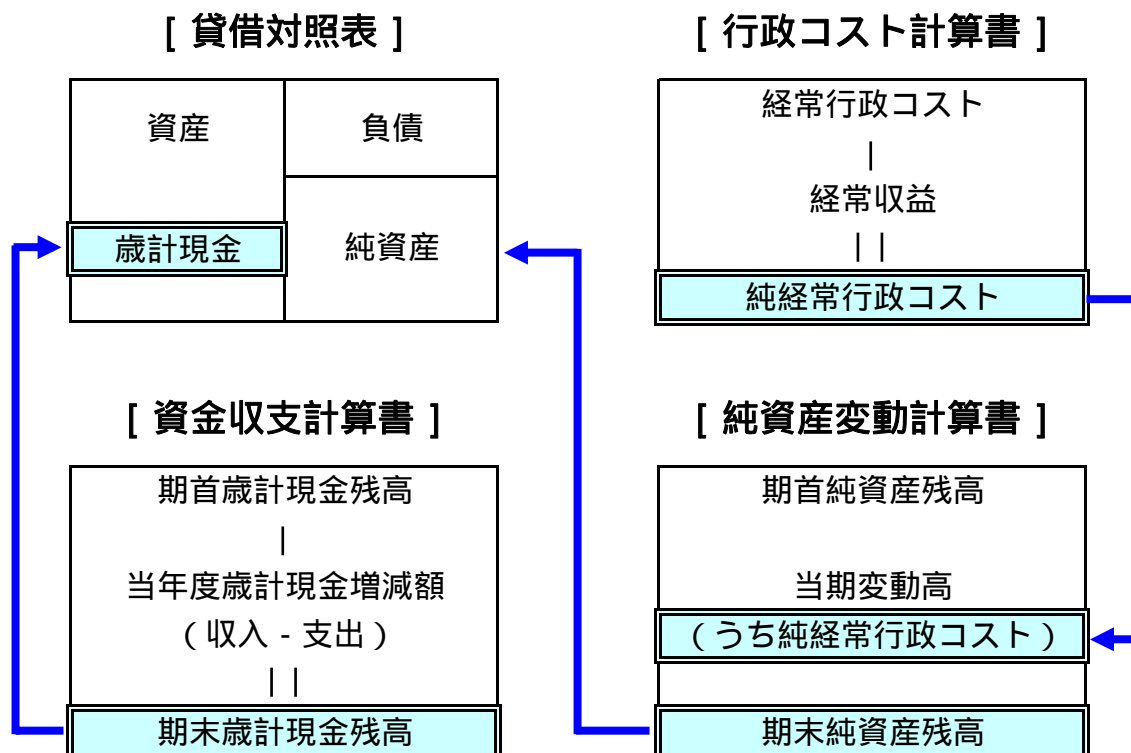 [ 貸借対照表 ]
資産
負債
歳計現金
純資産
[ 行政コスト計算書 ]
経常行政コスト
|
経常収益
| |
純経常行政コスト
[ 資金収支計算書 ]
期首歳計現金残高
|
当年度歳計現金増減額
( 収入 - 支出 )
| |
期末歳計現金残高
[ 純資産変動計算書 ]
期首純資産残高
当期変動高
( うち純経常行政コスト )
期末純資産残高